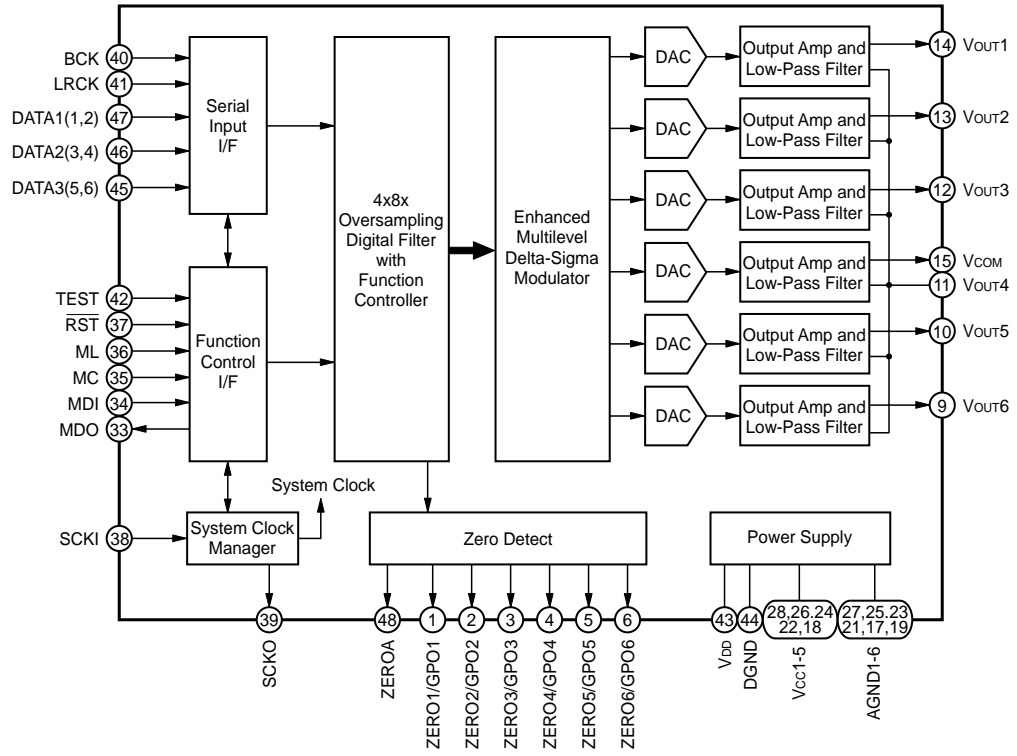 BCK 40
LRCK 41
DATA1(1,2) 47
DATA2(3,4) 46
DATA3(5,6) 45
Serial
Input
I/F
TEST 42
RST 37
ML 36
MC 35
MDI 34
MDO 33
Function
Control
I/F
SCKI 38
System Clock
Manager
System Clock
39
SCKO
4x8x
Oversampling
Digital Filter
with
Function
Controller
Enhanced
Multilevel
Delta-Sigma
Modulator
DAC
Output Amp and
Low-Pass Filter
14 VOUT1
DAC
Output Amp and
Low-Pass Filter
13 VOUT2
DAC
Output Amp and
Low-Pass Filter
12 VOUT3
DAC
Output Amp and
Low-Pass Filter
15 VCOM
11 VOUT4
DAC
Output Amp and
Low-Pass Filter
10 VOUT5
DAC
Output Amp and
Low-Pass Filter
9 VOUT6
Zero Detect
48
ZEROA
1
ZERO1/GPO1
2
ZERO2/GPO2
3
ZERO3/GPO3
4
ZERO4/GPO4
5
ZERO5/GPO5
6
ZERO6/GPO6
Power Supply
43
VDD
44
DGND
28,26.24
22,18
VCC1-5
27,25.23
21,17,19
AGND1-6